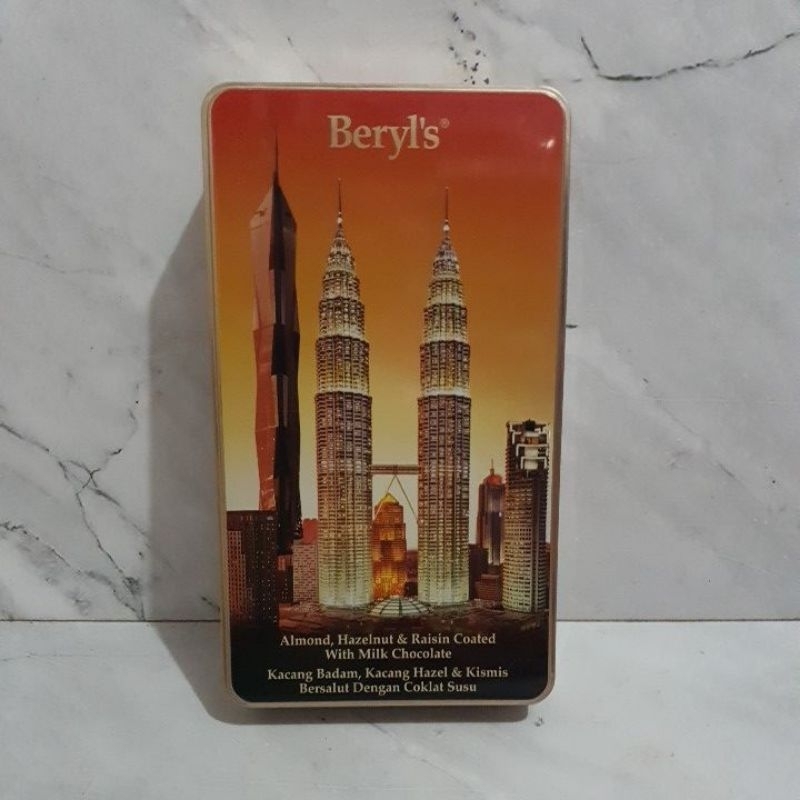 Beryl's®
Almond, Hazelnut & Raisin Coated
With Milk Chocolate
Kacang Badam, Kacang Hazel & Kismis
Bersalut Dengan Coklat Susu